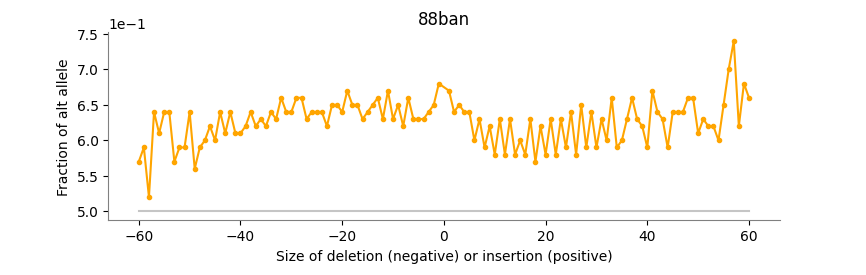 88ban
1e−1
7.5
7.0
6.5
6.0
5.5
5.0
Fraction of alt allele
−60 −40 −20 0 20 40 60
Size of deletion (negative) or insertion (positive)